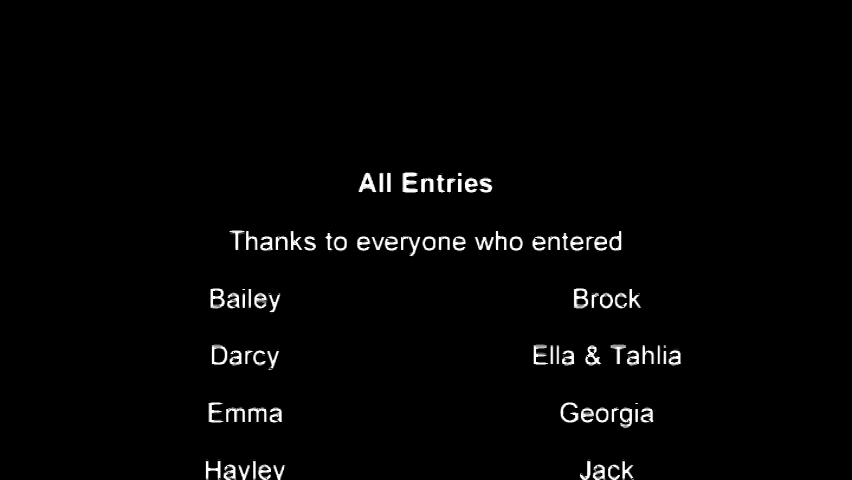 All Entries
Thanks to everyone who entered
Bailey Brock
Darcy Ella & Tahlia
Emma Georgia
Hayley Jack